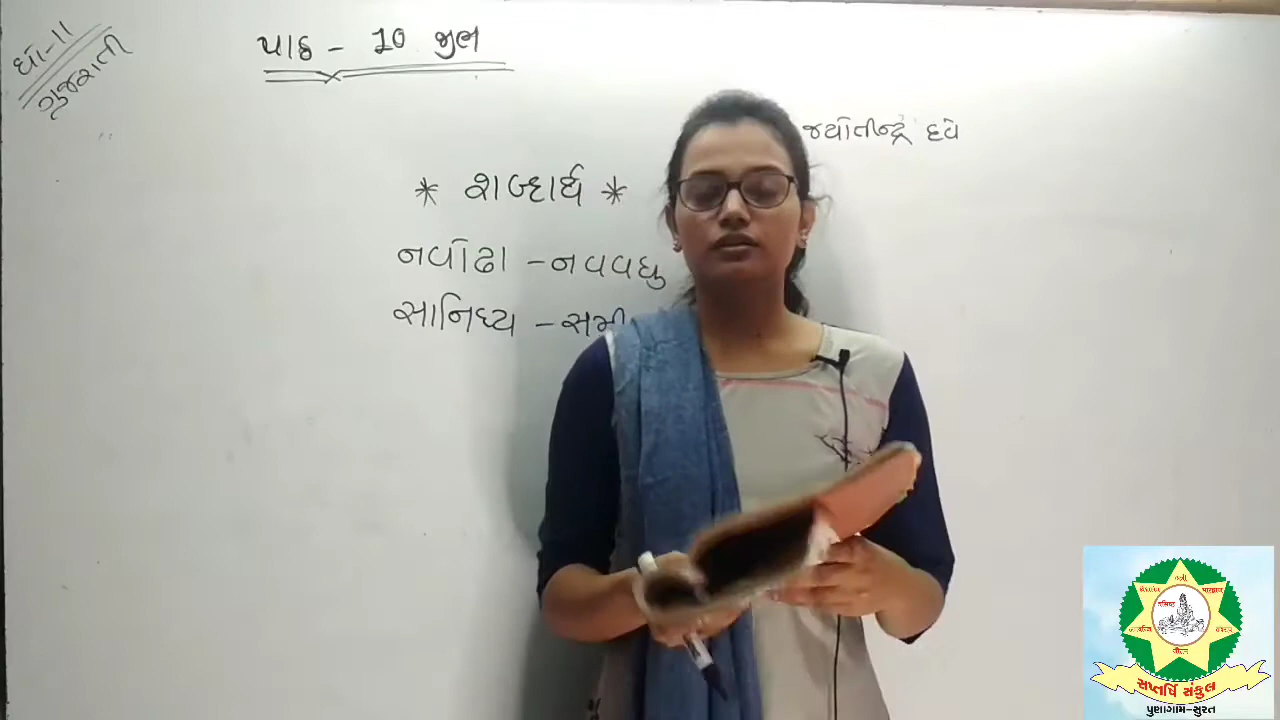 ધો-11
ગુજરાતી
પાઠ - 10 જીભ
જ્યોતીન્દ્ર દવે
* શબ્દાર્થ *
નવોઢા - નવવધુ
સાનિધ્ય - સમી
સપ્તર્ષિ સંકુલ
પુણાગામ-સુરત